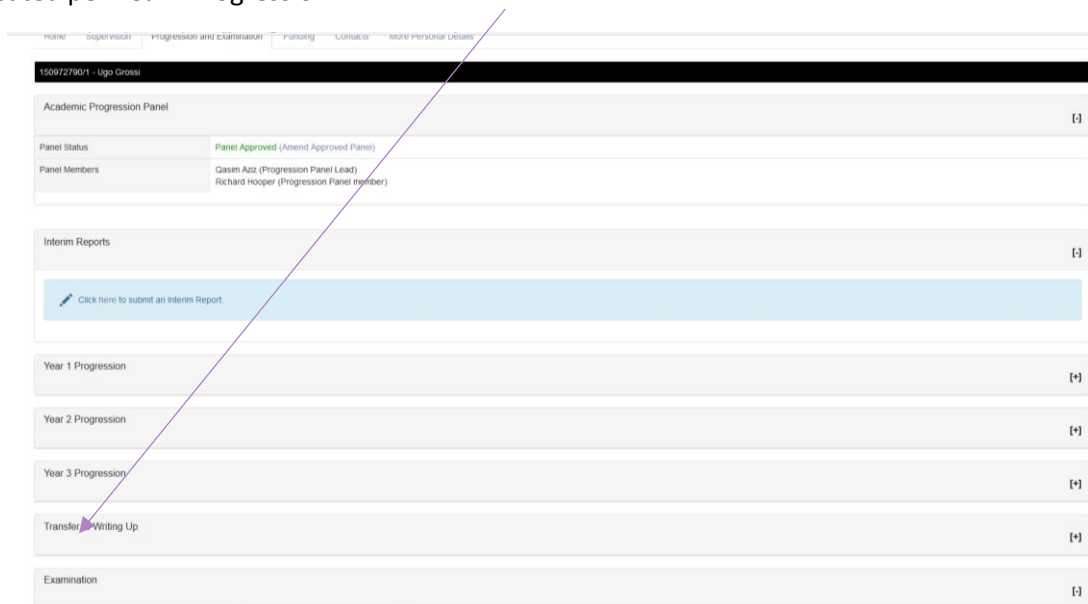 Home Supervision Progression and Examination Funding Contacts More Personal Details
150972790/1 - Ugo Grossi
Academic Progression Panel [-]
Panel Status Panel Approved (Amend Approved Panel)
Panel Members Qasim Aziz (Progression Panel Lead)
Richard Hooper (Progression Panel member)
Interim Reports [-]
Click here to submit an Interim Report.
Year 1 Progression [+]
Year 2 Progression [+]
Year 3 Progression [+]
Transfer Writing Up [+]
Examination [-]